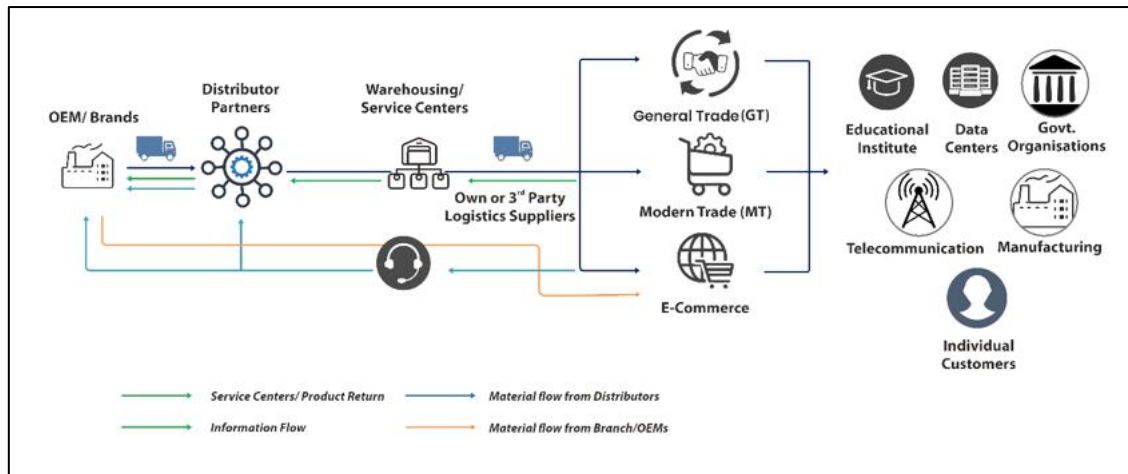 OEM/ Brands
Distributor
Partners
Warehousing/
Service Centers
Own or 3rd Party
Logistics Suppliers
General Trade (GT)
Modern Trade (MT)
E-Commerce
Educational
Institute
Data
Centers
Govt.
Organisations
Telecommunication
Manufacturing
Individual
Customers
Service Centers/ Product Return
Material flow from Distributors
Information Flow
Material flow from Branch/OEMs